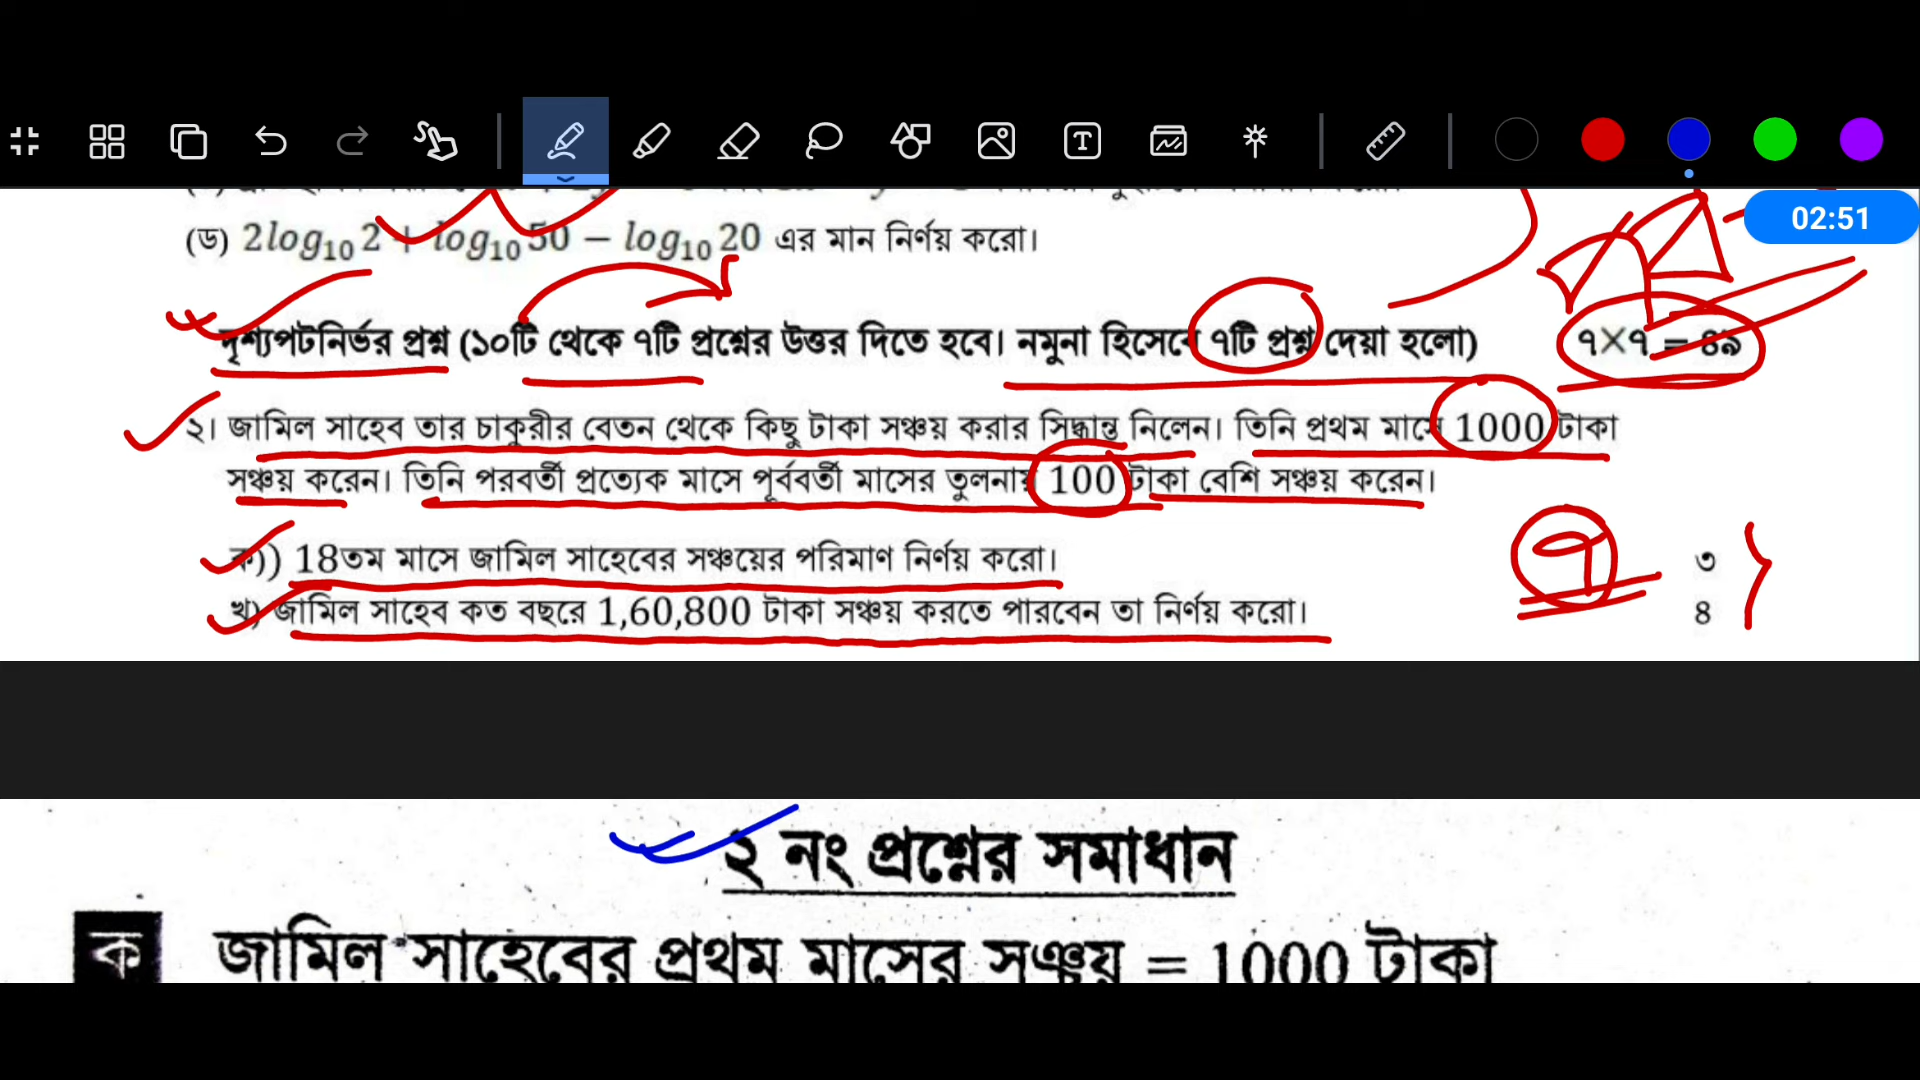 02:51
(ড) 2log₁₀2 + log₁₀50 − log₁₀20 এর মান নির্ণয় করো।
দৃশ্যপটনির্ভর প্রশ্ন (১০টি থেকে ৭টি প্রশ্নের উত্তর দিতে হবে। নমুনা হিসেবে ৭টি প্রশ্ন দেয়া হলো) ৭×৭ = ৪৯
২। জামিল সাহেব তার চাকুরীর বেতন থেকে কিছু টাকা সঞ্চয় করার সিদ্ধান্ত নিলেন। তিনি প্রথম মাসে 1000 টাকা
সঞ্চয় করেন। তিনি পরবর্তী প্রত্যেক মাসে পূর্ববর্তী মাসের তুলনায় 100 টাকা বেশি সঞ্চয় করেন।
ক)) 18তম মাসে জামিল সাহেবের সঞ্চয়ের পরিমাণ নির্ণয় করো। ৭ ৩
খ) জামিল সাহেব কত বছরে 1,60,800 টাকা সঞ্চয় করতে পারবেন তা নির্ণয় করো। ৪
২ নং প্রশ্নের সমাধান
ক জামিল সাহেবের প্রথম মাসের সঞ্চয় = 1000 টাকা